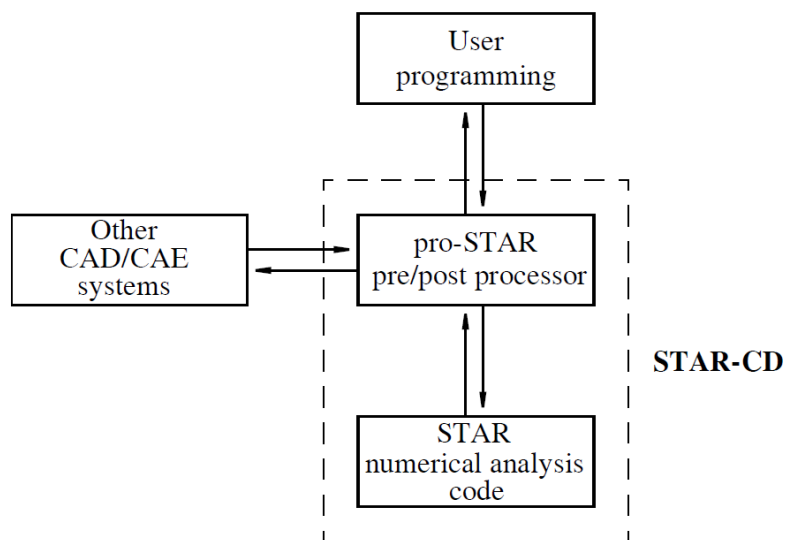 User
programming
Other
CAD/CAE
systems
pro-STAR
pre/post processor
STAR-CD
STAR
numerical analysis
code